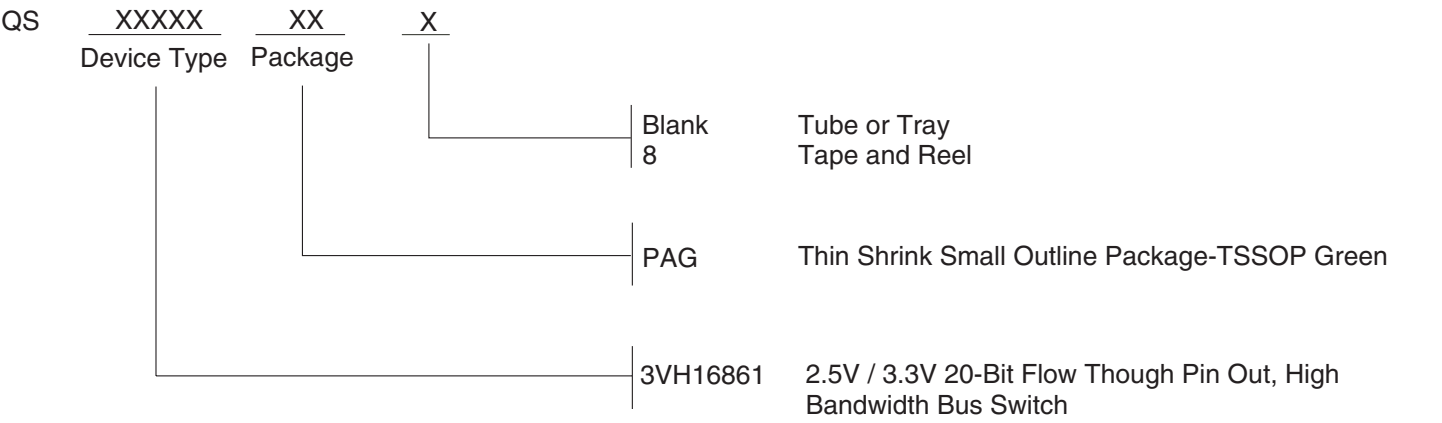 QS XXXXX XX X
Device Type Package
Blank Tube or Tray
8 Tape and Reel
PAG Thin Shrink Small Outline Package-TSSOP Green
3VH16861 2.5V / 3.3V 20-Bit Flow Though Pin Out, High
Bandwidth Bus Switch